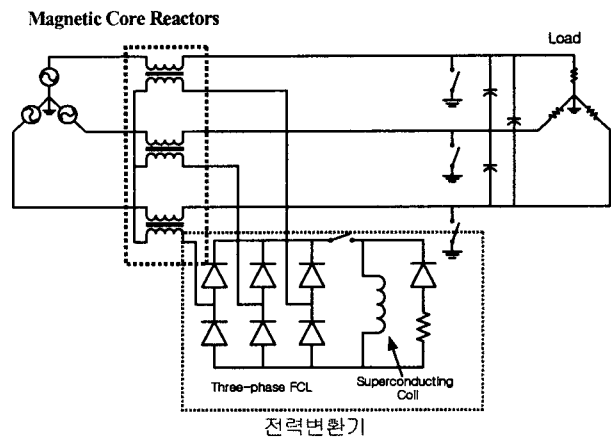 Magnetic Core Reactors
Load
Three-phase FCL
Superconducting
Coil
전력변환기